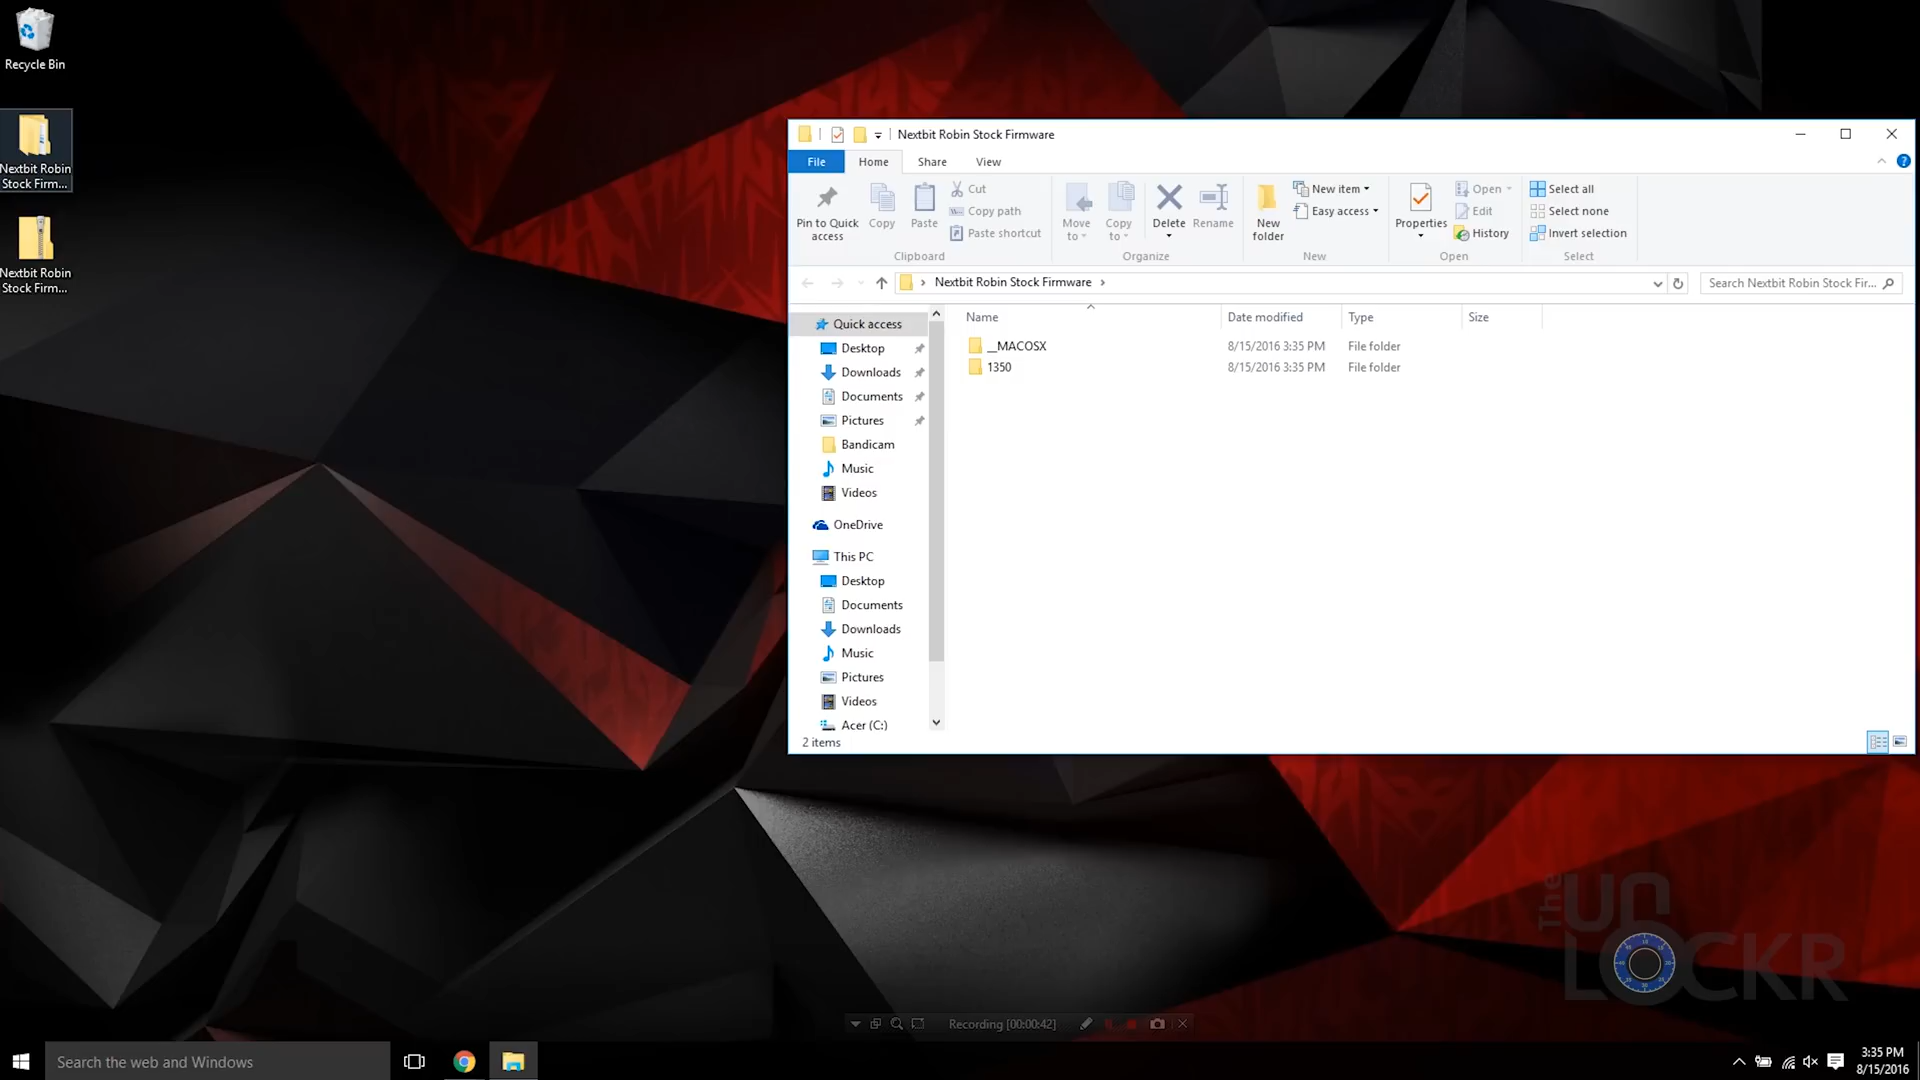 Recycle Bin
Nextbit Robin
Stock Firm...
Nextbit Robin
Stock Firm...
Nextbit Robin Stock Firmware
File
Home
Share
View
Pin to Quick
access
Copy
Paste
Cut
Copy path
Paste shortcut
Clipboard
Move
to
Copy
to
Delete
Rename
Organize
New
folder
New item
Easy access
New
Properties
Open
Edit
History
Open
Select all
Select none
Invert selection
Select
Nextbit Robin Stock Firmware
Search Nextbit Robin Stock Fir...
Name
Date modified
Type
Size
__MACOSX
8/15/2016 3:35 PM
File folder
1350
8/15/2016 3:35 PM
File folder
Quick access
Desktop
Downloads
Documents
Pictures
Bandicam
Music
Videos
OneDrive
This PC
Desktop
Documents
Downloads
Music
Pictures
Videos
Acer (C:)
2 items
The
UN
LOCKR
Recording [00:00:42]
Search the web and Windows
3:35 PM
8/15/2016